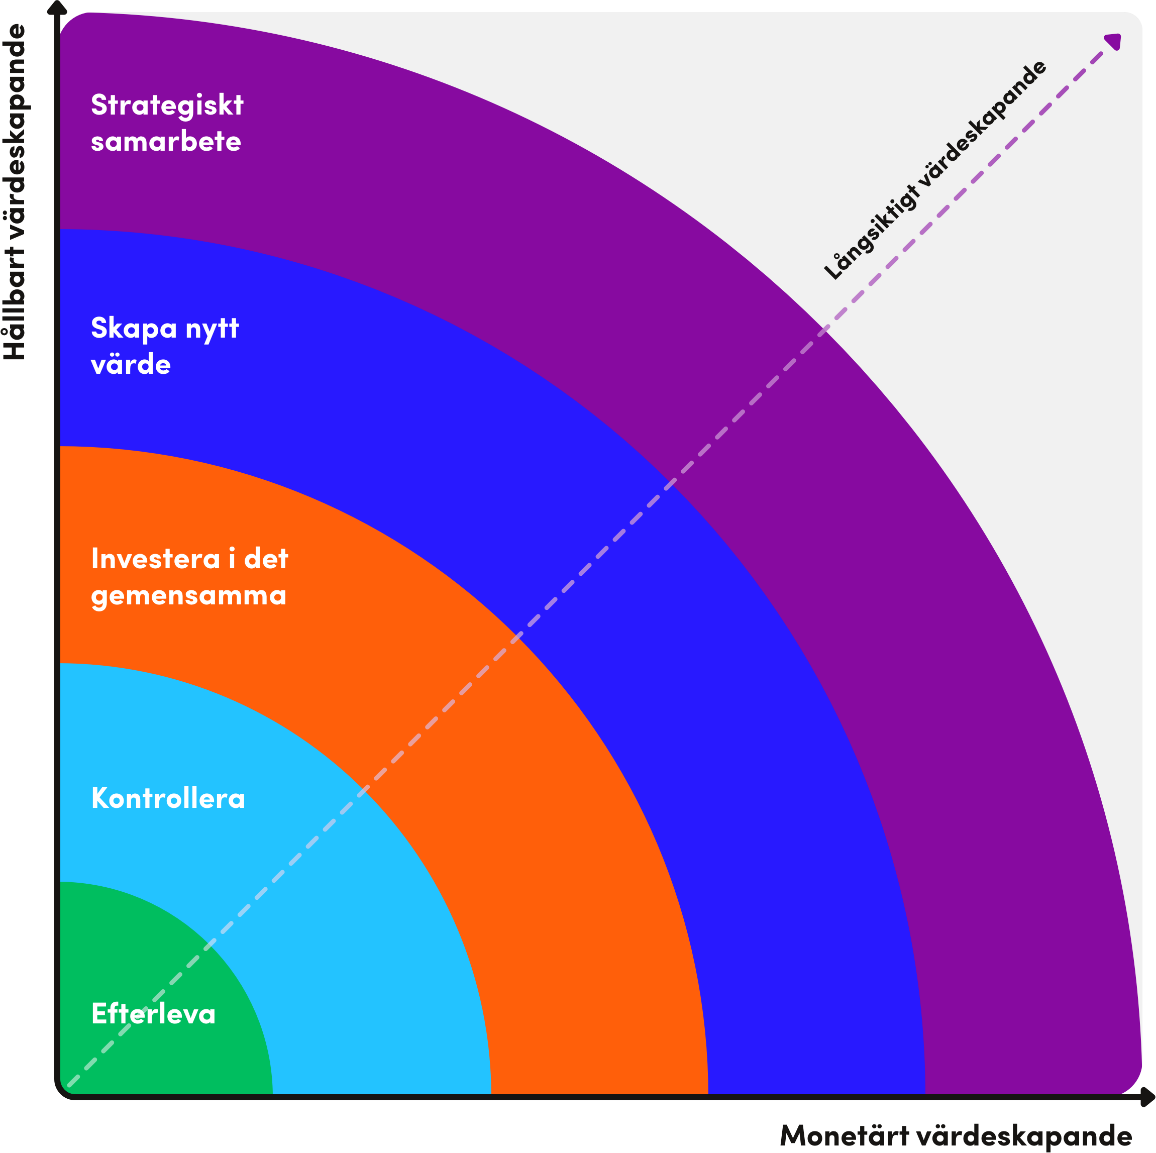 Hållbart värdeskapande
Strategiskt
samarbete
Långsiktigt värdeskapande
Skapa nytt
värde
Investera i det
gemensamma
Kontrollera
Efterleva
Monetärt värdeskapande